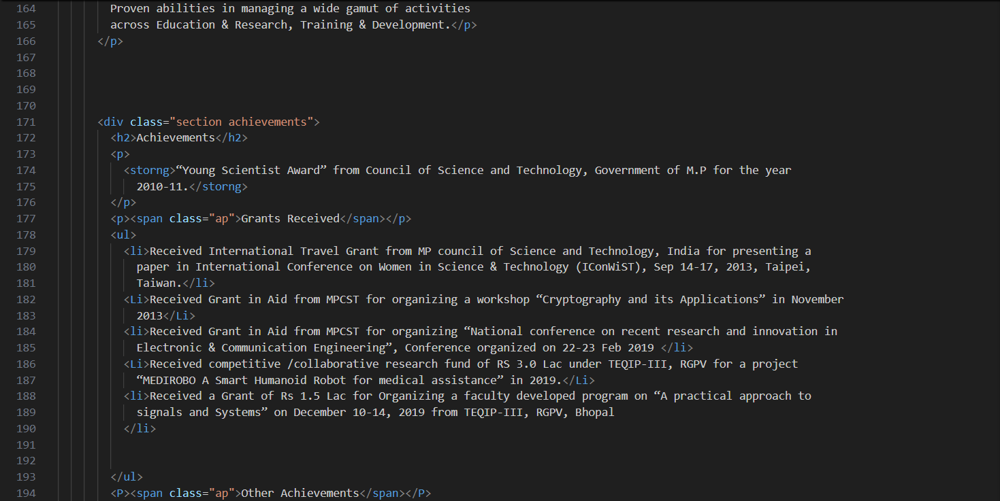 164 Proven abilities in managing a wide gamut of activities
165 across Education & Research, Training & Development.</p>
166 </p>
167
168
169
170
171 <div class="section achievements">
172 <h2>Achievements</h2>
173 <p>
174 <storng>“Young Scientist Award” from Council of Science and Technology, Government of M.P for the year
175 2010-11.</storng>
176 </p>
177 <p><span class="ap">Grants Received</span></p>
178 <ul>
179 <li>Received International Travel Grant from MP council of Science and Technology, India for presenting a
180 paper in International Conference on Women in Science & Technology (IConWiST), Sep 14-17, 2013, Taipei,
181 Taiwan.</li>
182 <Li>Received Grant in Aid from MPCST for organizing a workshop “Cryptography and its Applications” in November
183 2013</Li>
184 <li>Received Grant in Aid from MPCST for organizing “National conference on recent research and innovation in
185 Electronic & Communication Engineering”, Conference organized on 22-23 Feb 2019 </li>
186 <Li>Received competitive /collaborative research fund of RS 3.0 Lac under TEQIP-III, RGPV for a project
187 “MEDIROBO A Smart Humanoid Robot for medical assistance” in 2019.</Li>
188 <li>Received a Grant of Rs 1.5 Lac for Organizing a faculty developed program on “A practical approach to
189 signals and Systems” on December 10-14, 2019 from TEQIP-III, RGPV, Bhopal
190 </li>
191
192
193 </ul>
194 <P><span class="ap">Other Achievements</span></P>